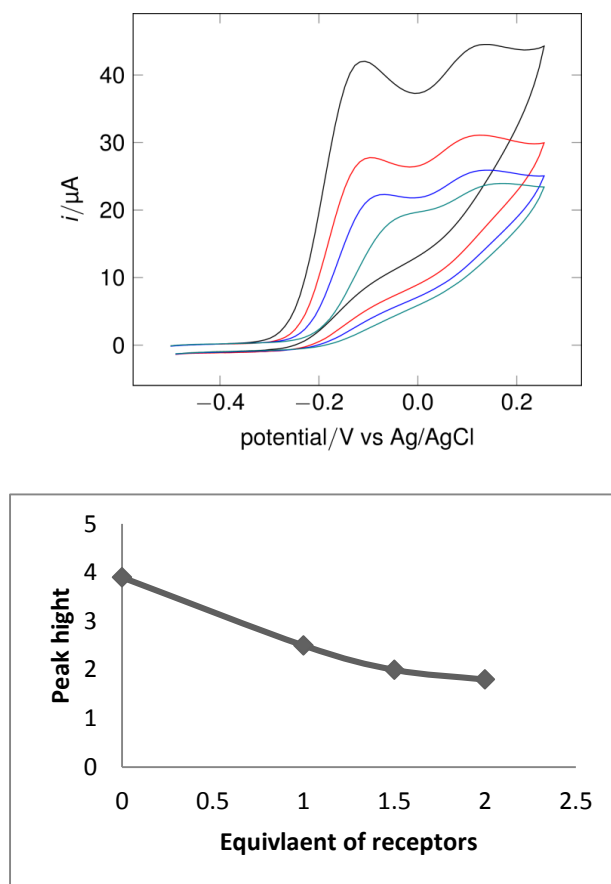 40
30
20
10
0
i/μA
−0.4 −0.2 0.0 0.2
potential/V vs Ag/AgCl
5
4
3
2
1
0
Peak hight
0 0.5 1 1.5 2 2.5
Equivlaent of receptors